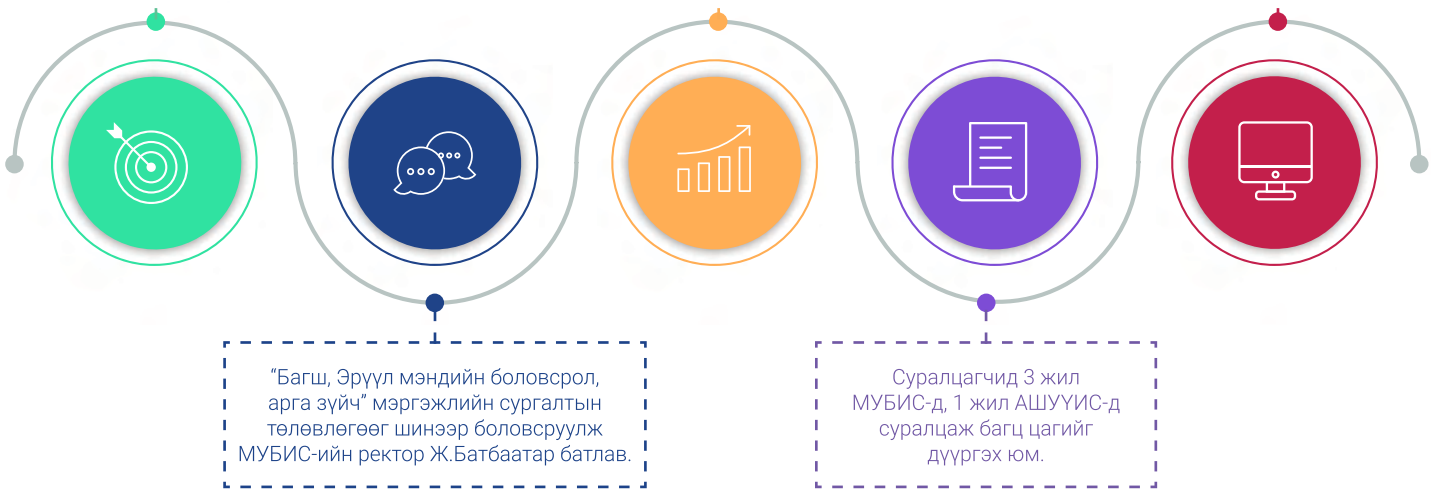 “Багш, Эрүүл мэндийн боловсрол,
арга зүйч” мэргэжлийн сургалтын
төлөвлөгөөг шинээр боловсруулж
МУБИС-ийн ректор Ж.Батбаатар батлав.
Суралцагчид 3 жил
МУБИС-д, 1 жил АШУҮИС-д
суралцаж багц цагийг
дүүргэх юм.